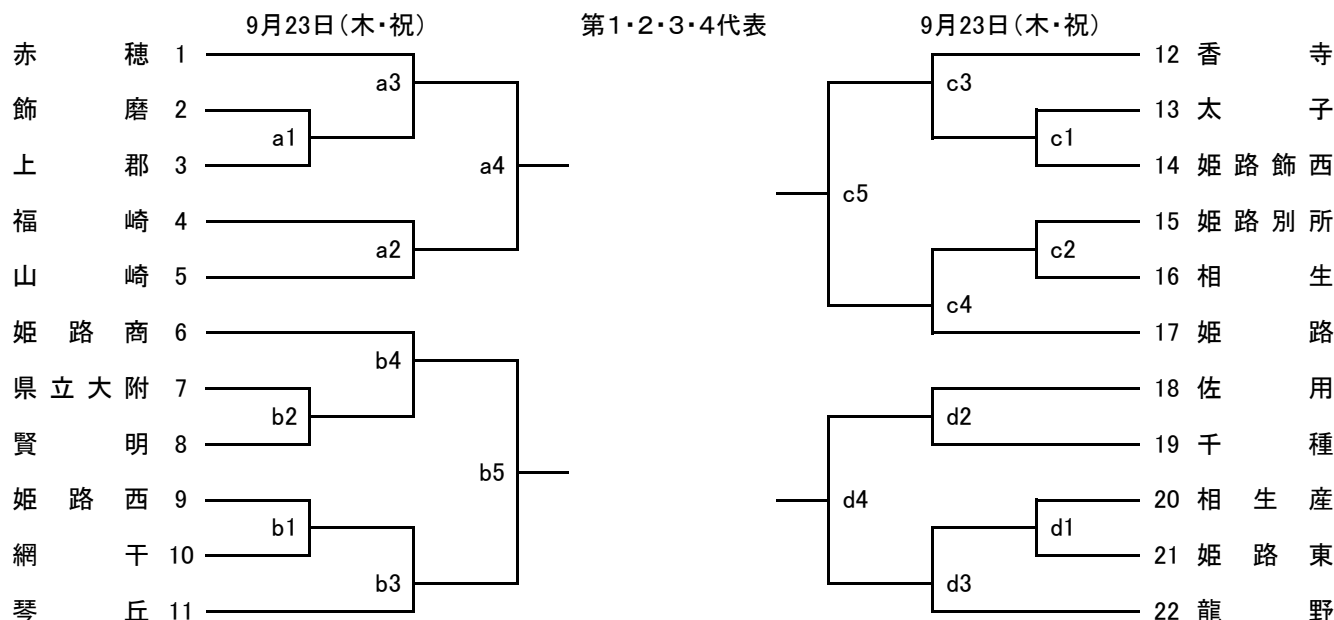 9月23日（木・祝） 第1・2・3・4代表 9月23日（木・祝）
赤穂 1
a3
飾磨 2
a1
上郡 3
a4
福崎 4
a2
山崎 5
姫路商 6
b4
県立大附 7
b2
賢明 8
b5
姫路西 9
b1
網干 10
b3
琴丘 11
12 香寺
c3
13 太子
c1
14 姫路飾西
c5
15 姫路別所
c2
16 相生
c4
17 姫路
18 佐用
d2
19 千種
d4
20 相生産
d1
21 姫路東
d3
22 龍野